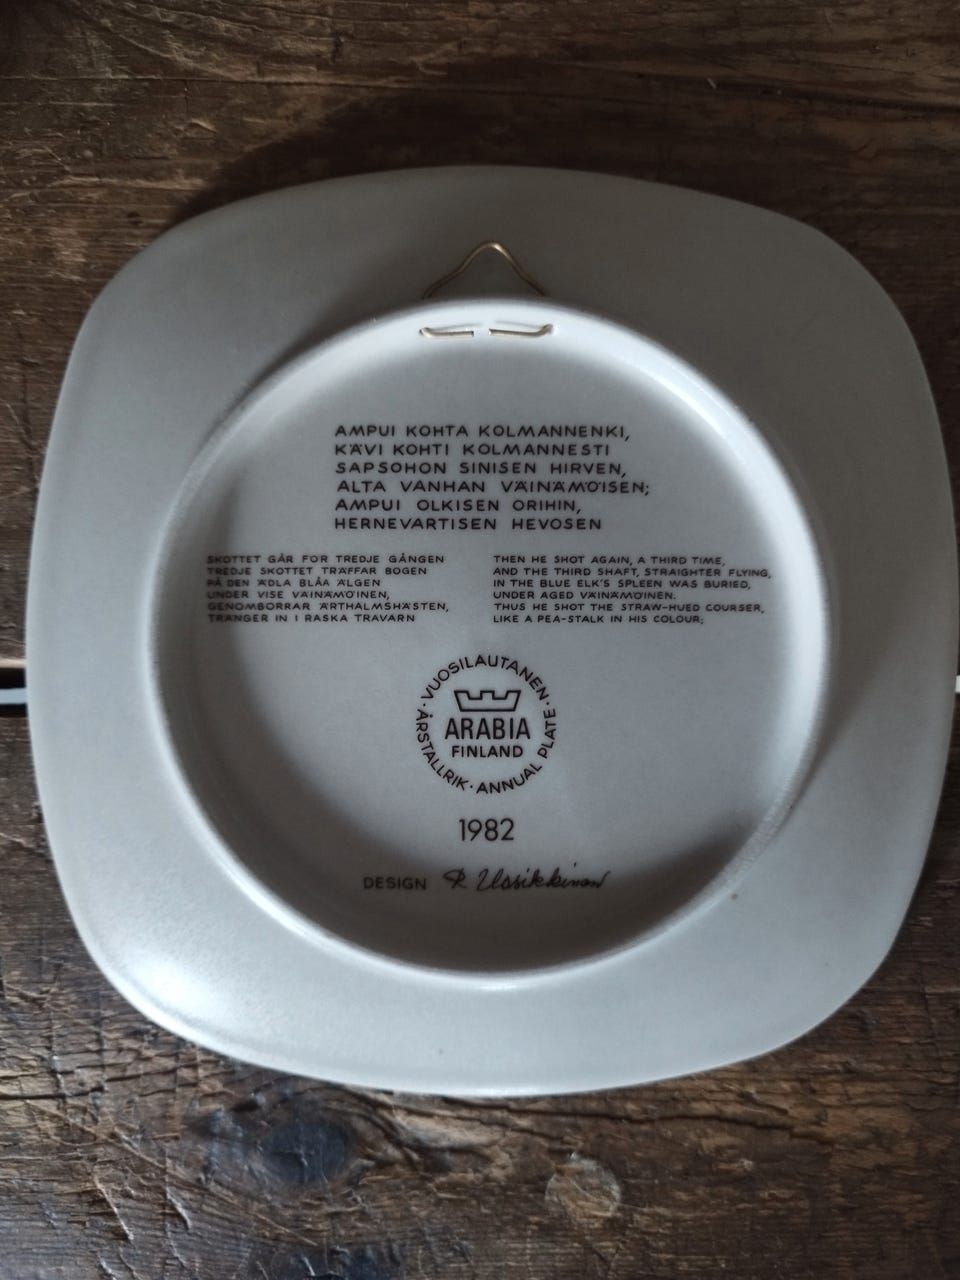 AMPUI KOHTA KOLMANNENKI,
KÄVI KOHTI KOLMANNESTI
SAPSOHON SINISEN HIRVEN,
ALTA VANHAN VÄINÄMÖISEN;
AMPUI OLKISEN ORIHIN,
HERNEVARTISEN HEVOSEN
SKOTTET GÅR FÖR TREDJE GÅNGEN
TREDJE SKOTTET TRÄFFAR BOGEN
PÅ DEN ÄDLA BLÅA ÄLGEN
UNDER VISE VÄINÄMÖINEN,
GENOMBORRAR ÄRTHALMSHÄSTEN,
TRÄNGER IN I RASKA TRAVARN
THEN HE SHOT AGAIN, A THIRD TIME,
AND THE THIRD SHAFT, STRAIGHTER FLYING,
IN THE BLUE ELK'S SPLEEN WAS BURIED,
UNDER AGED VÄINÄMÖINEN.
THUS HE SHOT THE STRAW-HUED COURSER,
LIKE A PEA-STALK IN HIS COLOUR;
· VUOSILAUTANEN · ANNUAL PLATE · ÅRSTALLRIK
ARABIA
FINLAND
1982
DESIGN R Uosikkinen